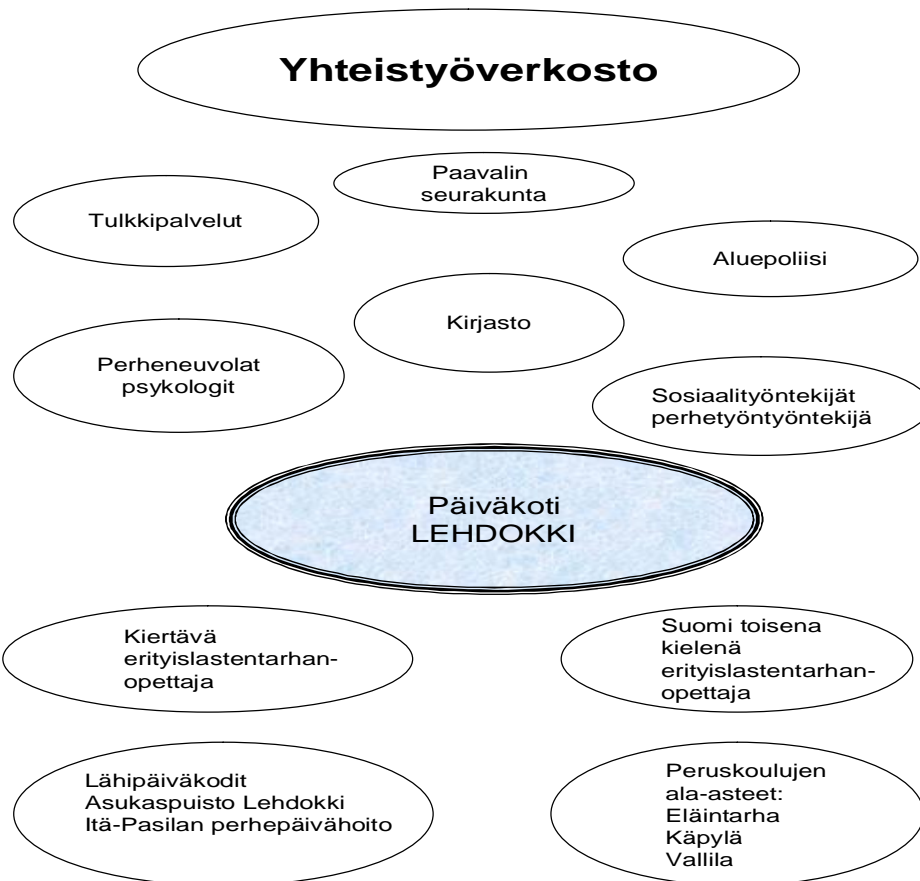 Yhteistyöverkosto
Paavalin
seurakunta
Tulkkipalvelut
Aluepoliisi
Kirjasto
Perheneuvolat
psykologit
Sosiaalityöntekijät
perhetyöntyöntekijä
Päiväkoti
LEHDOKKI
Kiertävä
erityislastentarhan-
opettaja
Suomi toisena
kielenä
erityislastentarhan-
opettaja
Lähipäiväkodit
Asukaspuisto Lehdokki
Itä-Pasilan perhepäivähoito
Peruskoulujen
ala-asteet:
Eläintarha
Käpylä
Vallila